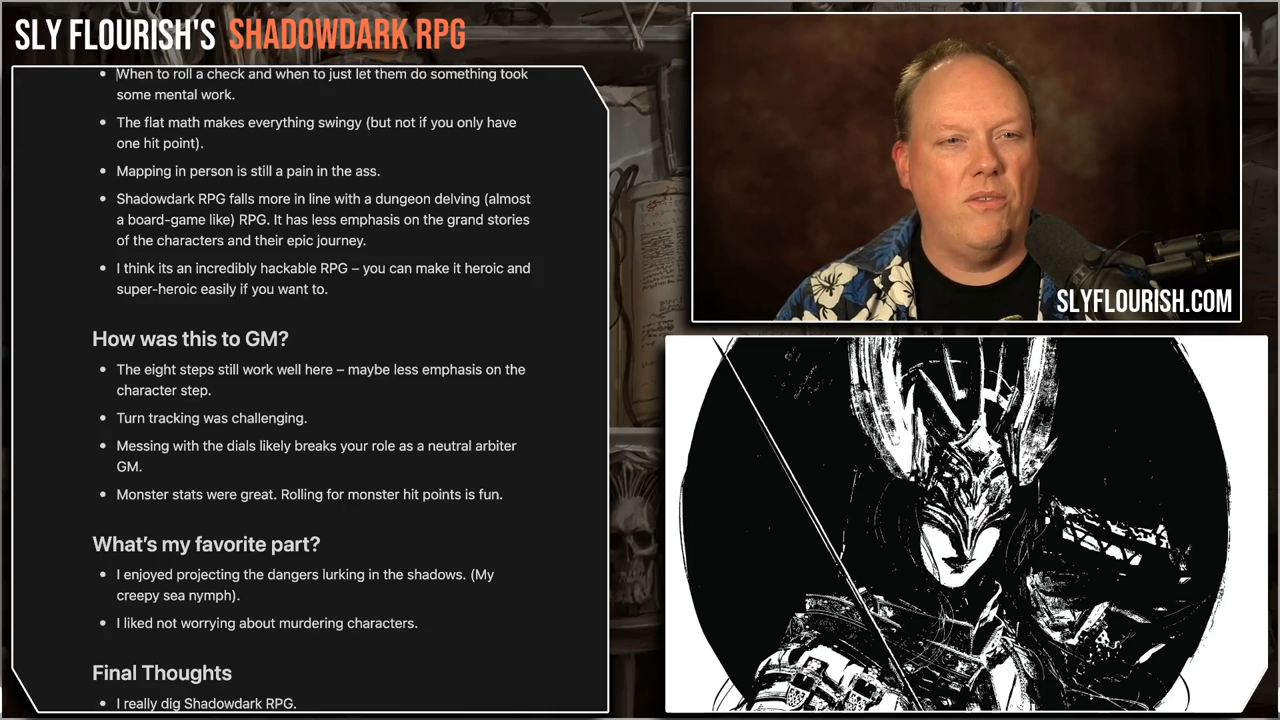 SLY FLOURISH'S SHADOWDARK RPG
When to roll a check and when to just let them do something took
some mental work.
The flat math makes everything swingy (but not if you only have
one hit point).
Mapping in person is still a pain in the ass.
Shadowdark RPG falls more in line with a dungeon delving (almost
a board-game like) RPG. It has less emphasis on the grand stories
of the characters and their epic journey.
I think its an incredibly hackable RPG – you can make it heroic and
super-heroic easily if you want to.
How was this to GM?
The eight steps still work well here – maybe less emphasis on the
character step.
Turn tracking was challenging.
Messing with the dials likely breaks your role as a neutral arbiter
GM.
Monster stats were great. Rolling for monster hit points is fun.
What's my favorite part?
I enjoyed projecting the dangers lurking in the shadows. (My
creepy sea nymph).
I liked not worrying about murdering characters.
Final Thoughts
I really dig Shadowdark RPG.
SLYFLOURISH.COM